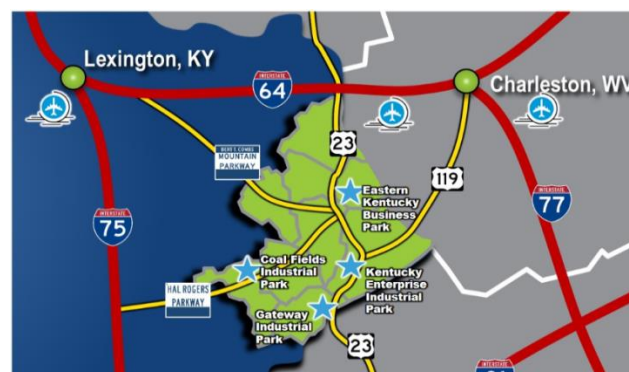 Lexington, KY
INTERSTATE
64
Charleston, WV
23
BERT T. COMBS
MOUNTAIN
PARKWAY
119
Eastern
Kentucky
Business
Park
INTERSTATE
75
INTERSTATE
77
Coal Fields
Industrial
Park
Kentucky
Enterprise
Industrial
Park
HAL ROGERS
PARKWAY
Gateway
Industrial
Park
23